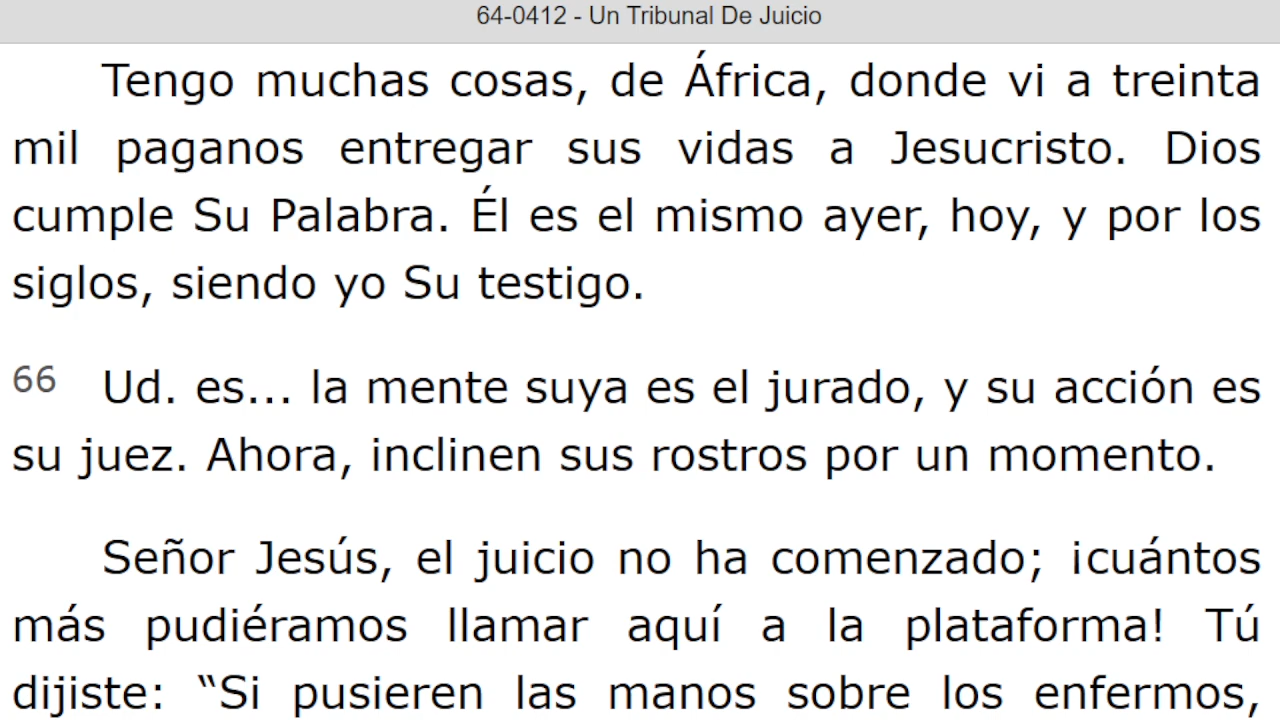 64-0412 - Un Tribunal De Juicio
Tengo muchas cosas, de África, donde vi a treinta
mil paganos entregar sus vidas a Jesucristo. Dios
cumple Su Palabra. Él es el mismo ayer, hoy, y por los
siglos, siendo yo Su testigo.
66 Ud. es... la mente suya es el jurado, y su acción es
su juez. Ahora, inclinen sus rostros por un momento.
Señor Jesús, el juicio no ha comenzado; ¡cuántos
más pudiéramos llamar aquí a la plataforma! Tú
dijiste: “Si pusieren las manos sobre los enfermos,